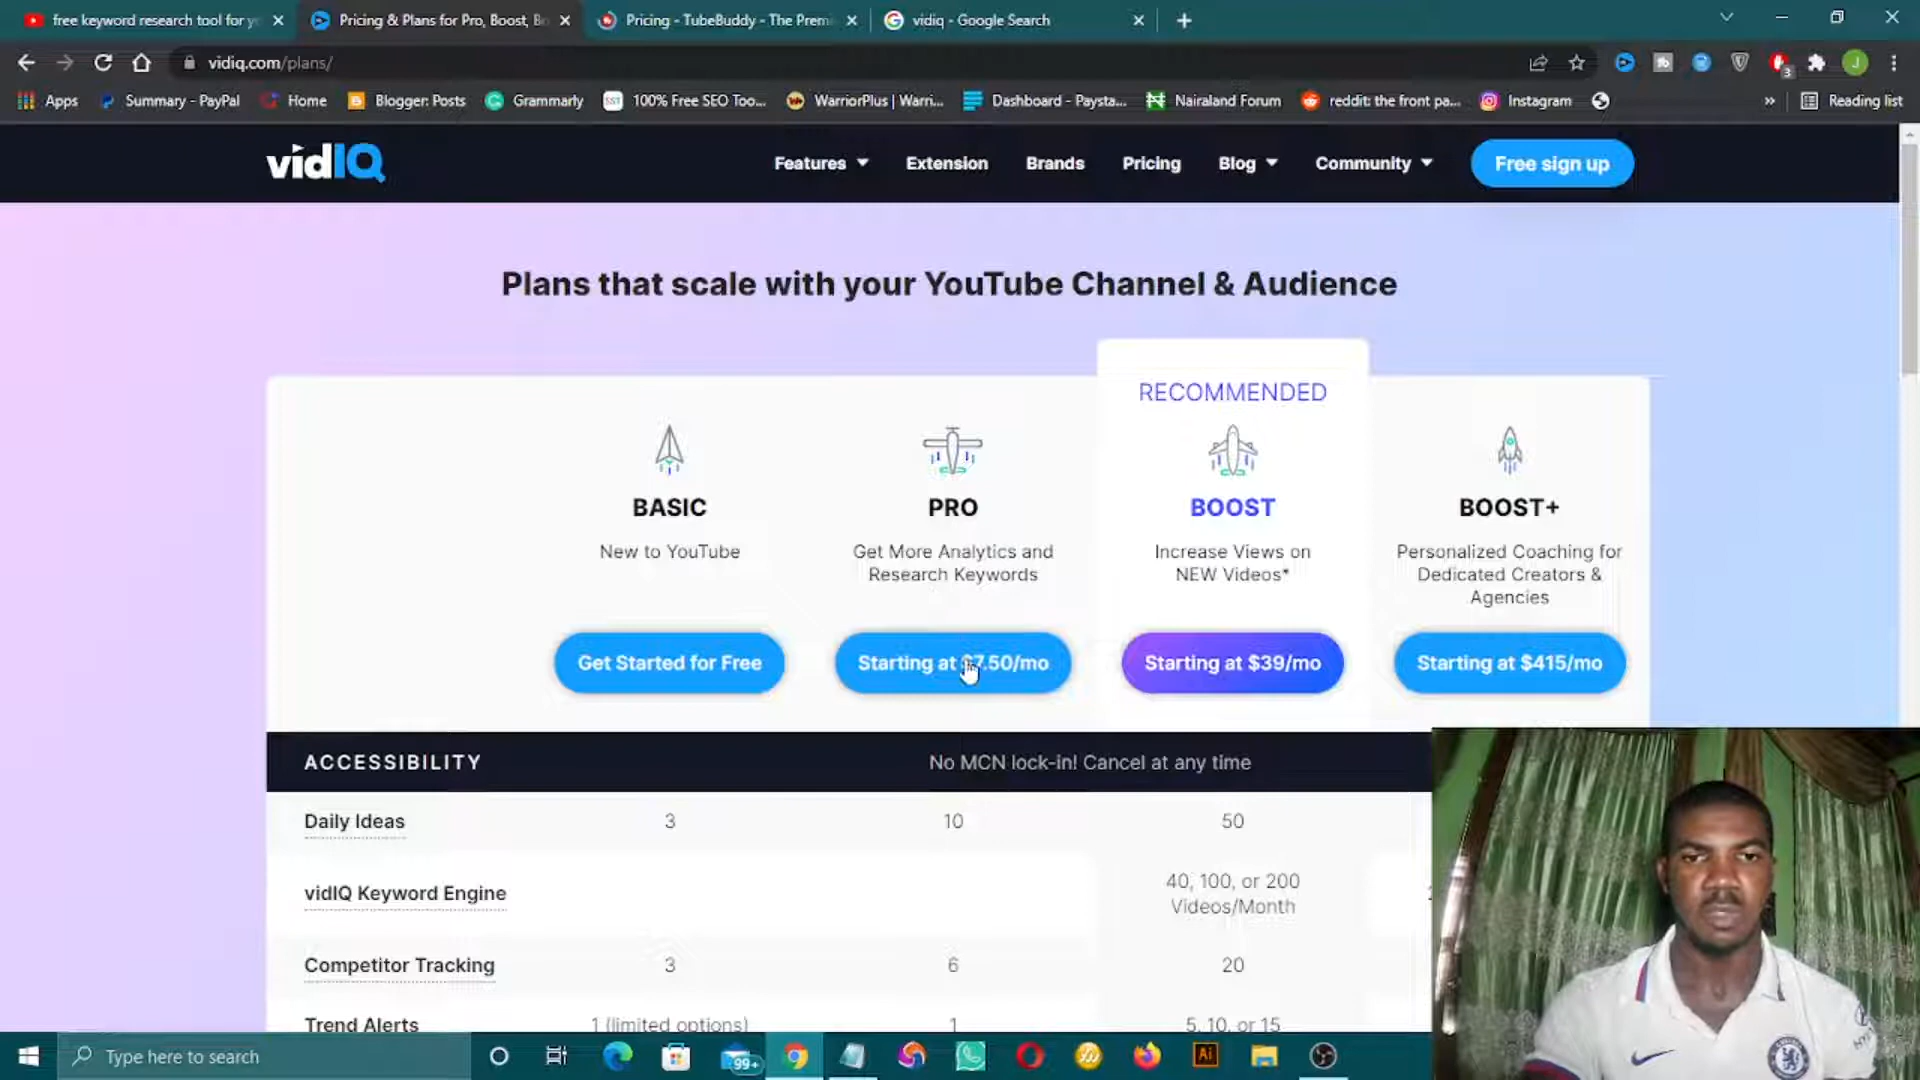 free keyword research tool for y
Pricing & Plans for Pro, Boost, Bo
Pricing - TubeBuddy - The Prem
vidiq - Google Search
vidiq.com/plans/
3
J
Apps
Summary - PayPal
Home
Blogger: Posts
Grammarly
100% Free SEO Too...
WarriorPlus | Warri...
Dashboard - Paysta...
Nairaland Forum
reddit: the front pa...
Instagram
»
Reading list
vidIQ
Features
Extension
Brands
Pricing
Blog
Community
Free sign up
Plans that scale with your YouTube Channel & Audience
RECOMMENDED
BASIC
PRO
BOOST
BOOST+
New to YouTube
Get More Analytics and
Research Keywords
Increase Views on
NEW Videos*
Personalized Coaching for
Dedicated Creators &
Agencies
Get Started for Free
Starting at $7.50/mo
Starting at $39/mo
Starting at $415/mo
ACCESSIBILITY
No MCN lock-in! Cancel at any time
Daily Ideas
3
10
50
vidIQ Keyword Engine
40, 100, or 200
Videos/Month
Competitor Tracking
3
6
20
Trend Alerts
1 (limited options)
1
5, 10, or 15
Type here to search
99+
Ai